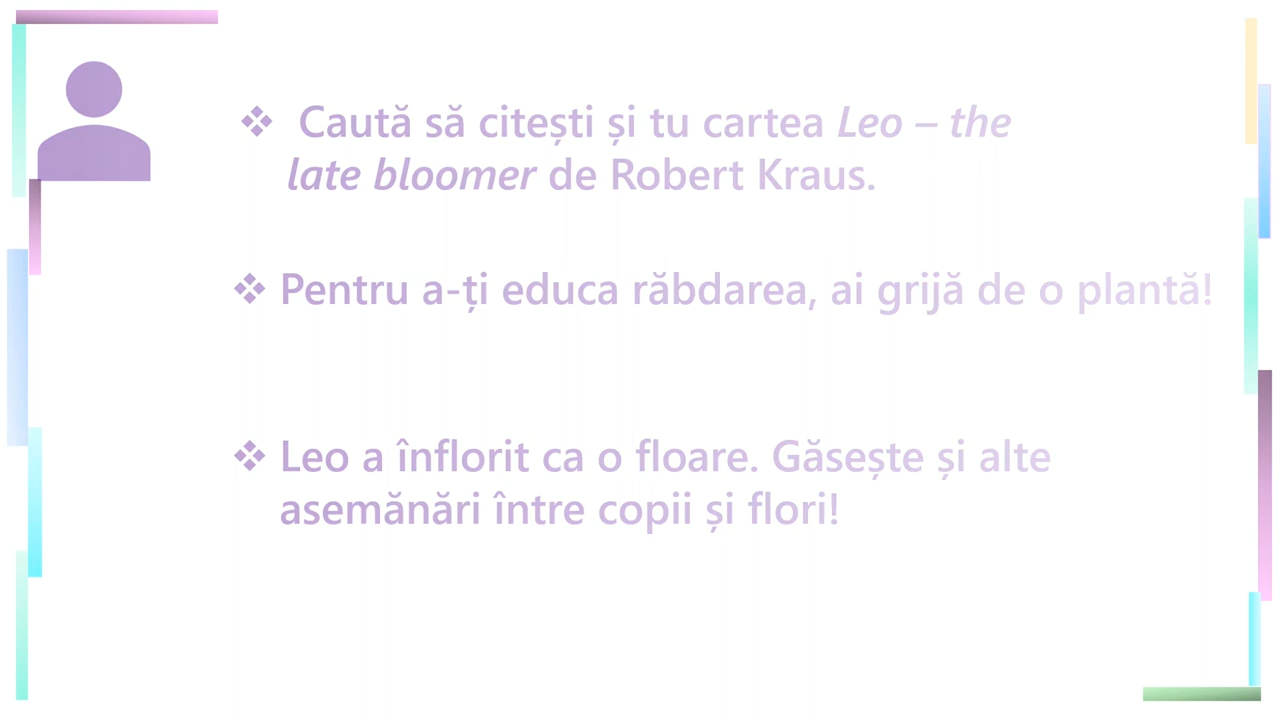 ❖ Caută să citești și tu cartea Leo – the
late bloomer de Robert Kraus.
❖ Pentru a-ți educa răbdarea, ai grijă de o plantă!
❖ Leo a înflorit ca o floare. Găsește și alte
asemănări între copii și flori!